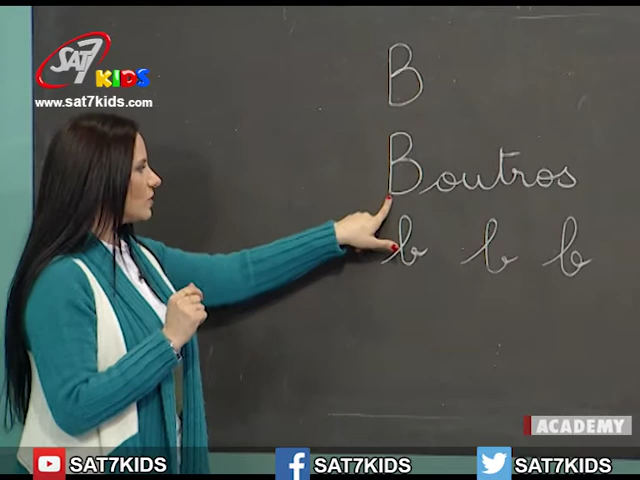 SAT7
KIDS
www.sat7kids.com
B
Boutros
b b b
ACADEMY
SAT7KIDS SAT7KIDS SAT7KIDS